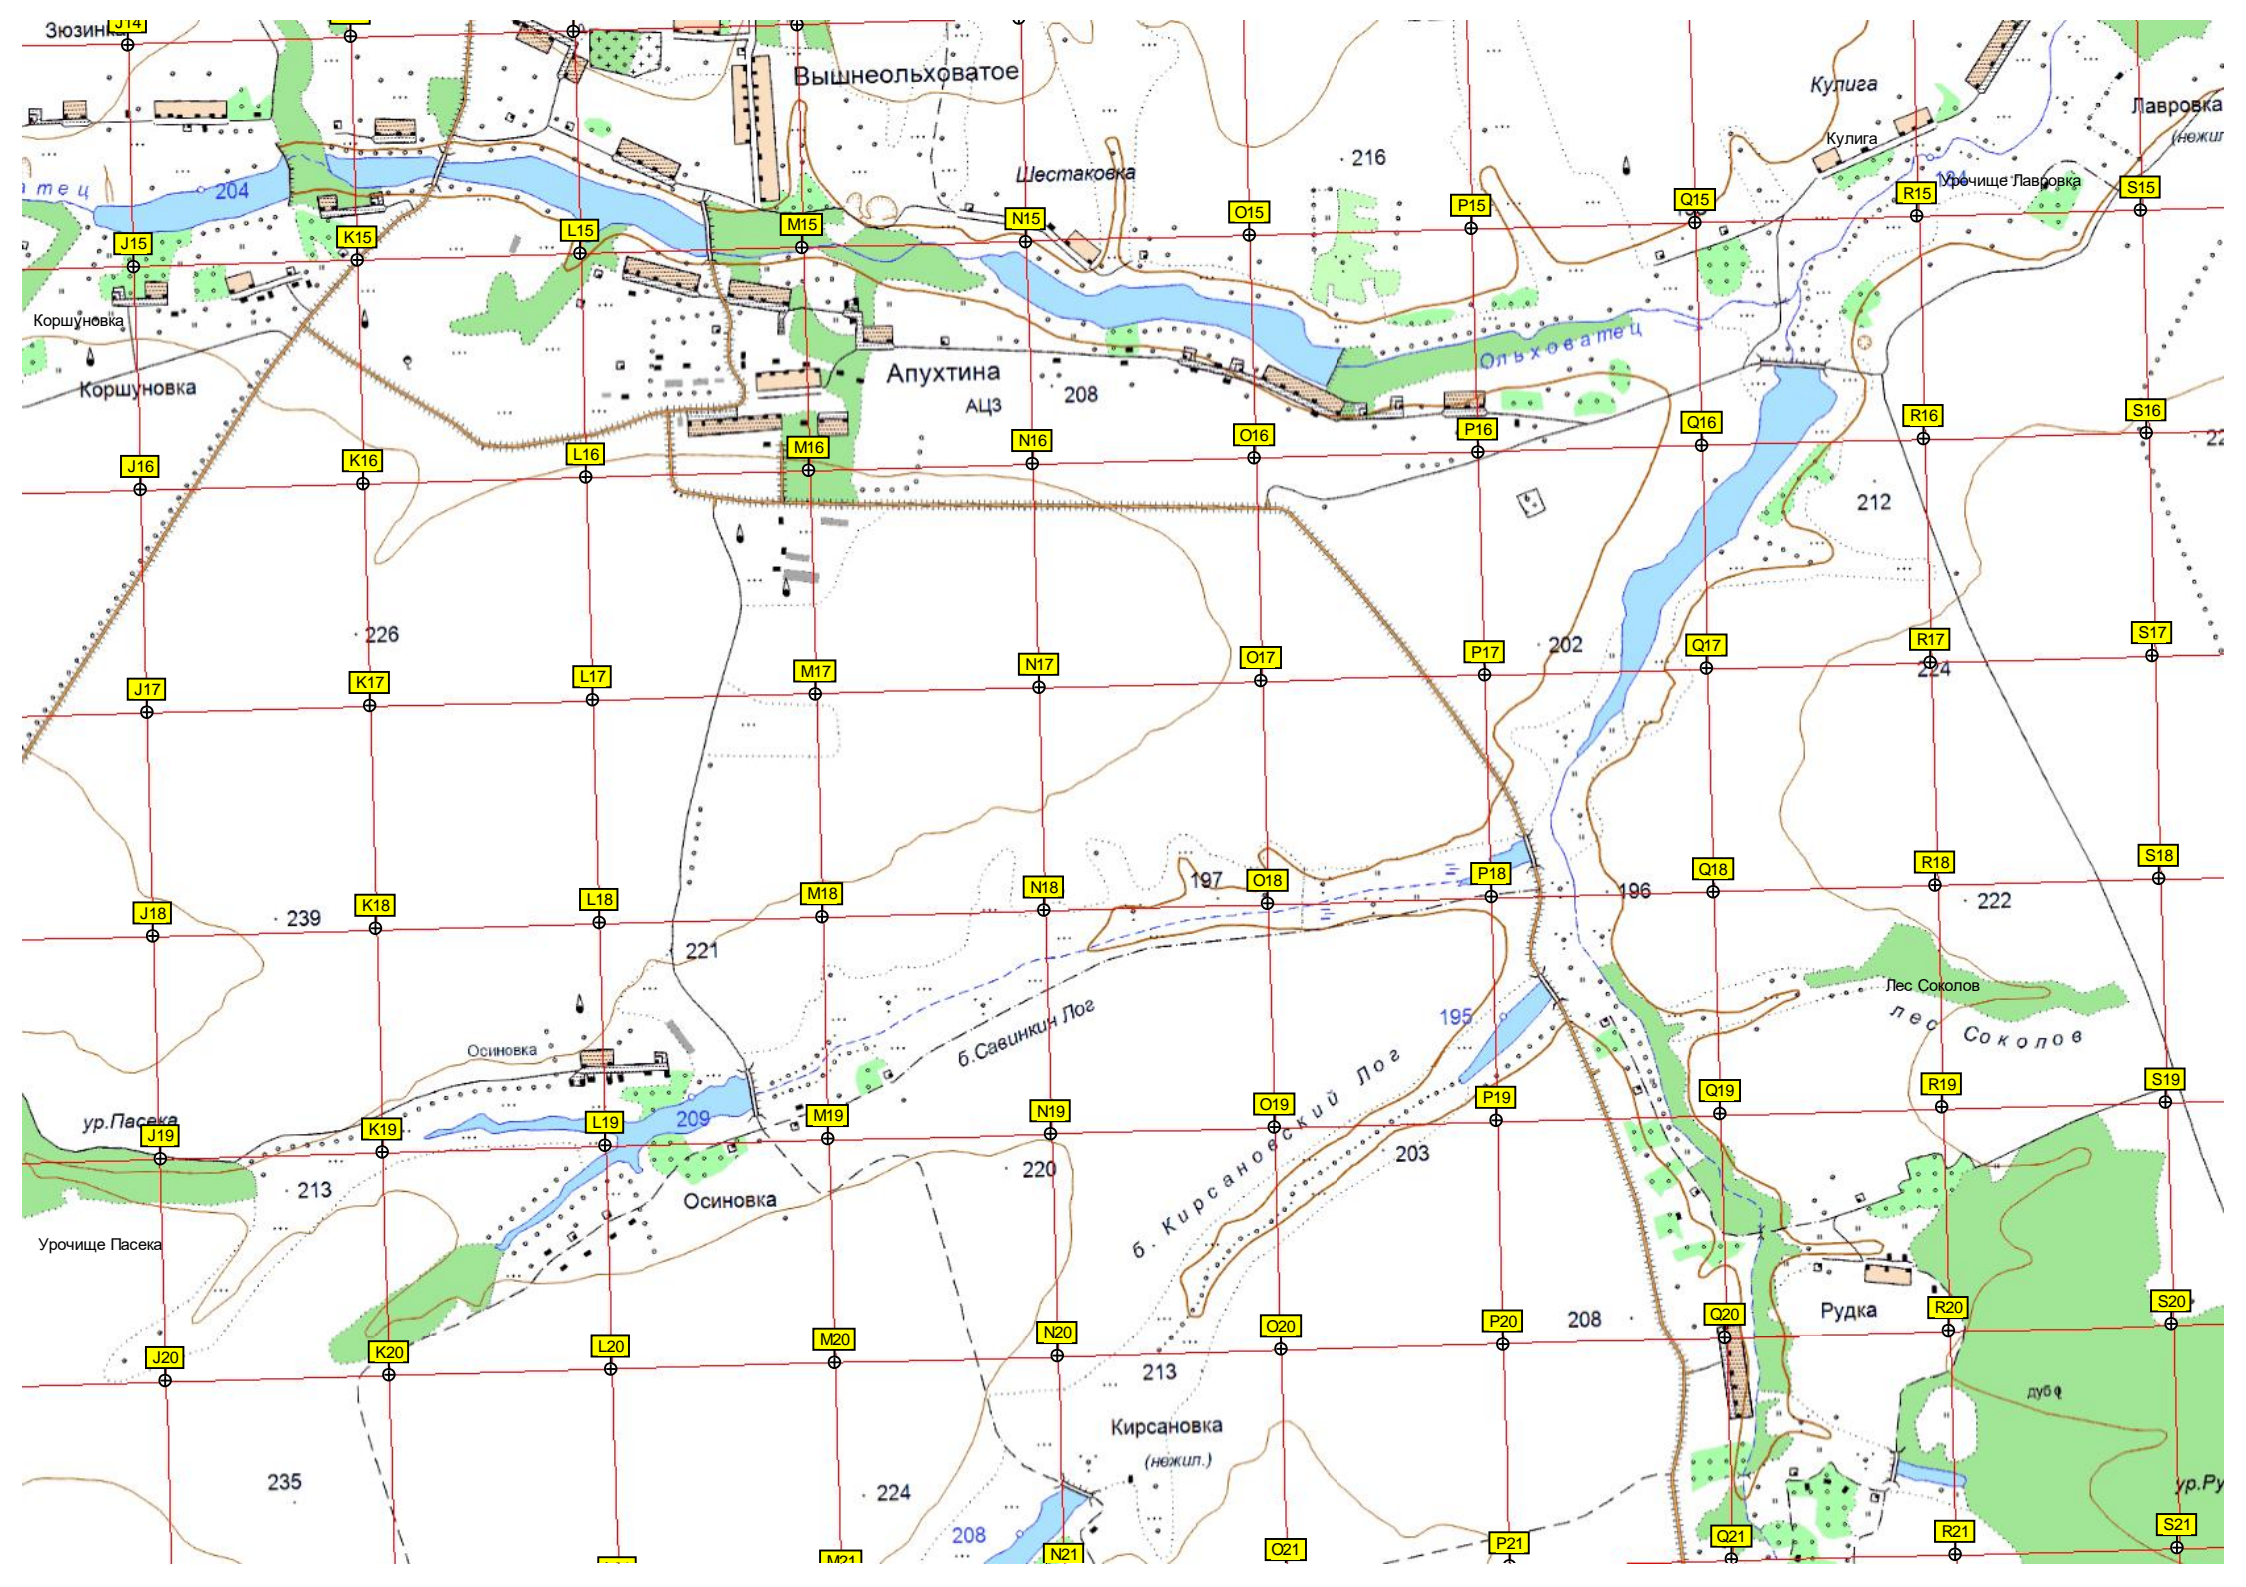 J14
Зюзинка
Вышнеольховатое
Кулига
Лавровка
Кулига
216
(нежил
Шестаковка
204
атец
Урочище Лавровка
S15
R15
Q15
P15
O15
N15
M15
L15
K15
J15
Коршуновка
Ольховатец
Коршуновка
Апухтина
208
АЦЗ
S16
R16
Q16
P16
O16
N16
M16
L16
K16
J16
22
212
226
202
S17
R17
Q17
P17
O17
N17
M17
L17
K17
J17
224
S18
R18
Q18
P18
O18
N18
M18
L18
K18
J18
197
196
222
239
221
Лес Соколов
лес Соколов
195
б.Савинкин Лог
Осиновка
б. Кирсановский Лог
S19
R19
Q19
P19
O19
N19
M19
L19
K19
J19
ур.Пасека
209
203
220
213
Осиновка
Урочище Пасека
S20
R20
Q20
P20
O20
N20
M20
L20
K20
J20
208
Рудка
213
дуб
Кирсановка
(нежил.)
235
224
ур.Ру
208
S21
R21
Q21
P21
O21
N21
M21